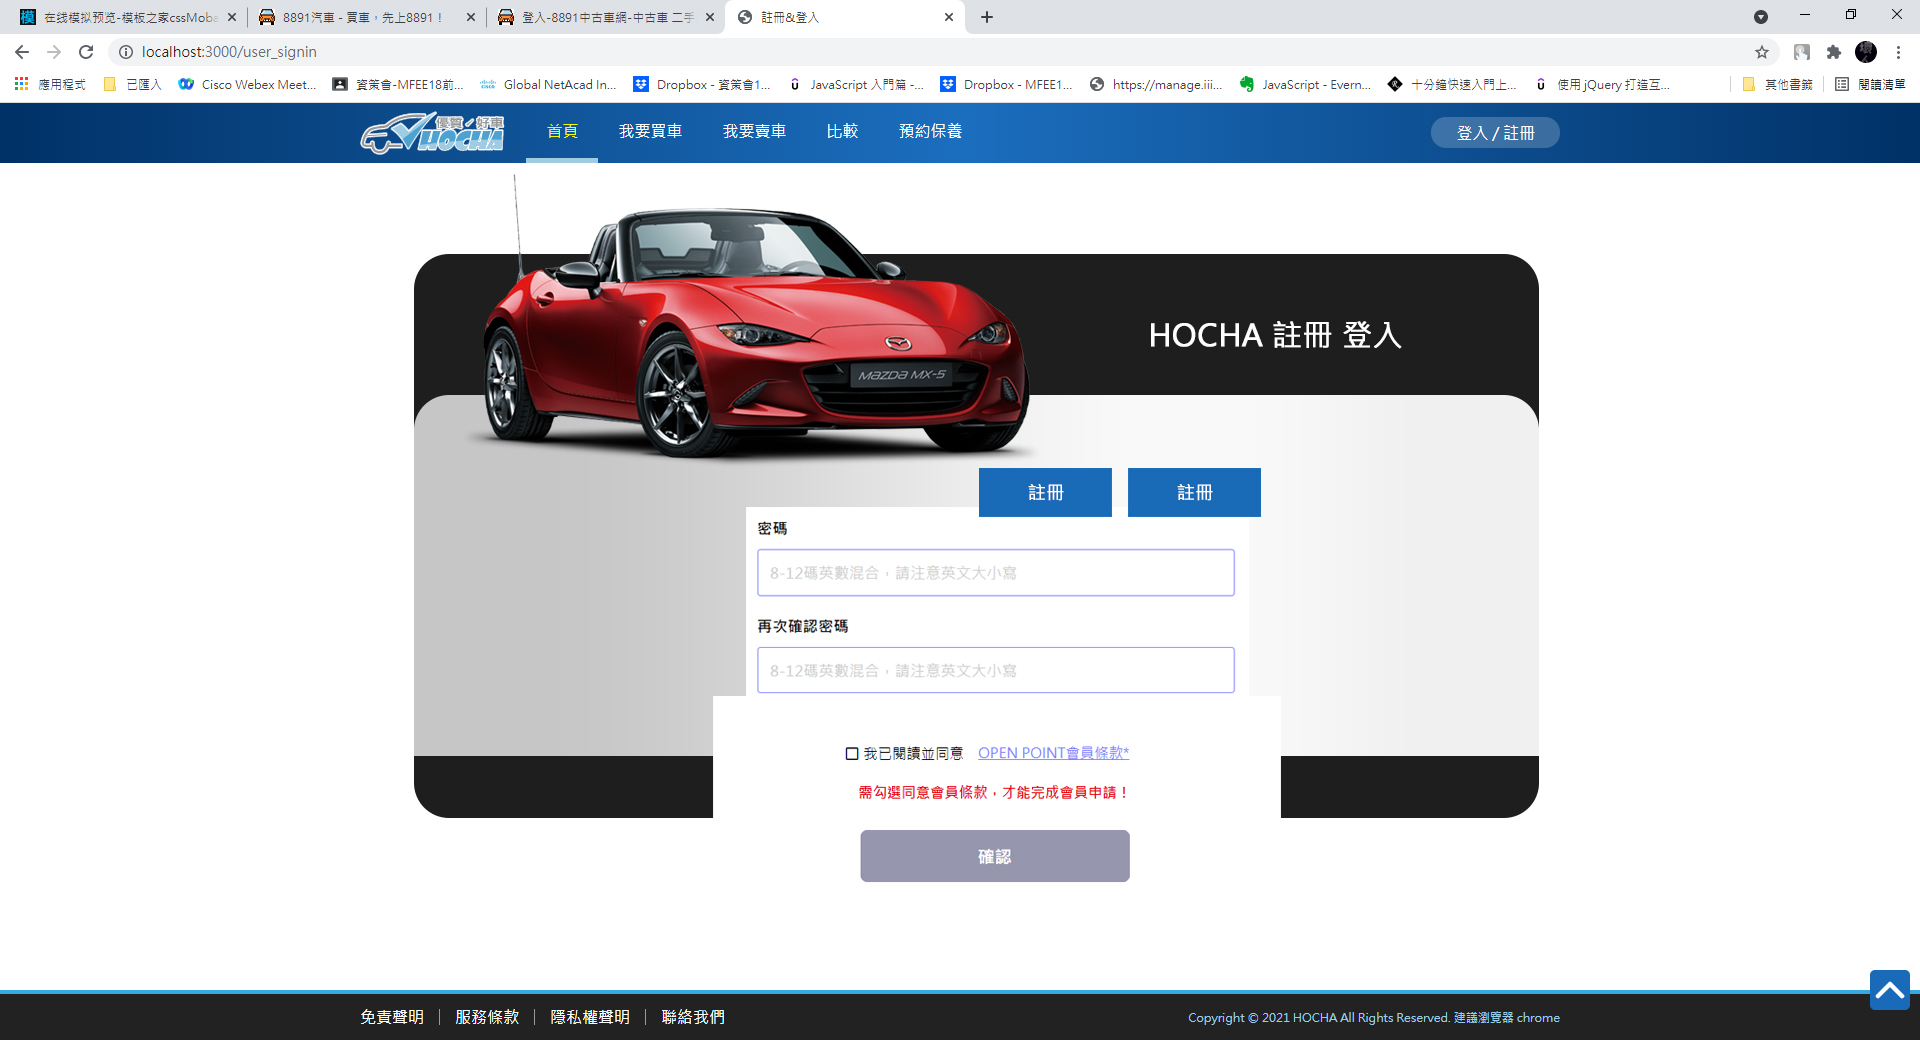 在线模拟预览-模板之家cssMoba
8891汽車 - 買車，先上8891！
登入-8891中古車網-中古車 二手
註冊&登入
localhost:3000/user_signin
應用程式
已匯入
Cisco Webex Meet...
資策會-MFEE18前...
Global NetAcad In...
Dropbox - 資策會1...
JavaScript 入門篇 -...
Dropbox - MFEE1...
https://manage.iii...
JavaScript - Evern...
十分鐘快速入門上...
使用 jQuery 打造互...
其他書籤
閱讀清單
優質／好車
HOCHA
首頁
我要買車
我要賣車
比較
預約保養
登入 / 註冊
HOCHA 註冊 登入
MAZDA MX-5
註冊
註冊
密碼
8-12碼英數混合，請注意英文大小寫
再次確認密碼
8-12碼英數混合，請注意英文大小寫
我已閱讀並同意 OPEN POINT會員條款*
需勾選同意會員條款，才能完成會員申請！
確認
免責聲明
服務條款
隱私權聲明
聯絡我們
Copyright © 2021 HOCHA All Rights Reserved. 建議瀏覽器 chrome